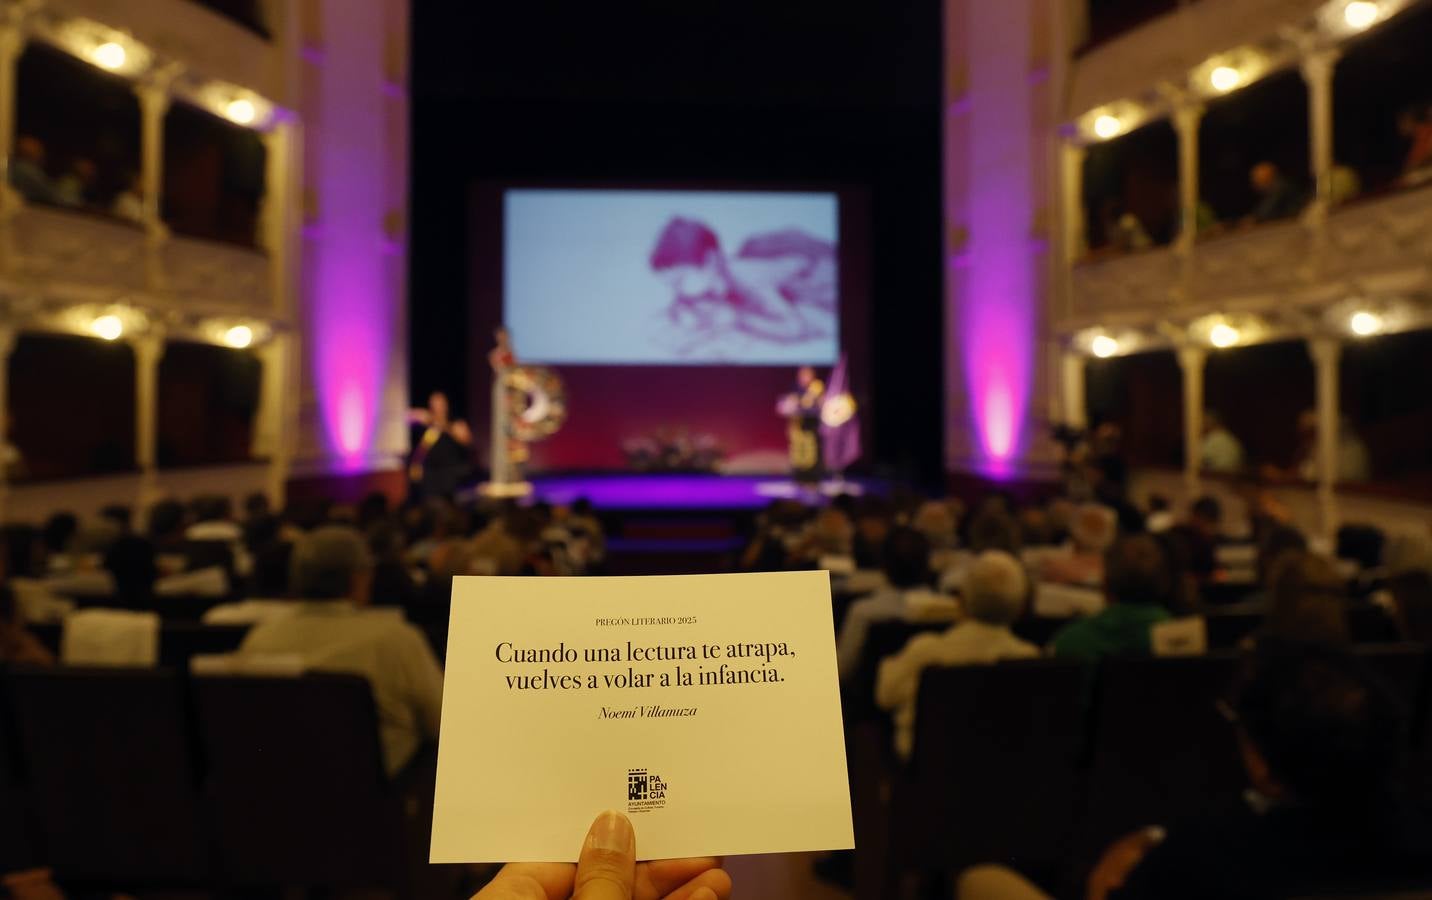 PREGÓN LITERARIO 2025
Cuando una lectura te atrapa,
vuelves a volar a la infancia.
Noemí Villamuza
PA
LEN
CIA
AYUNTAMIENTO